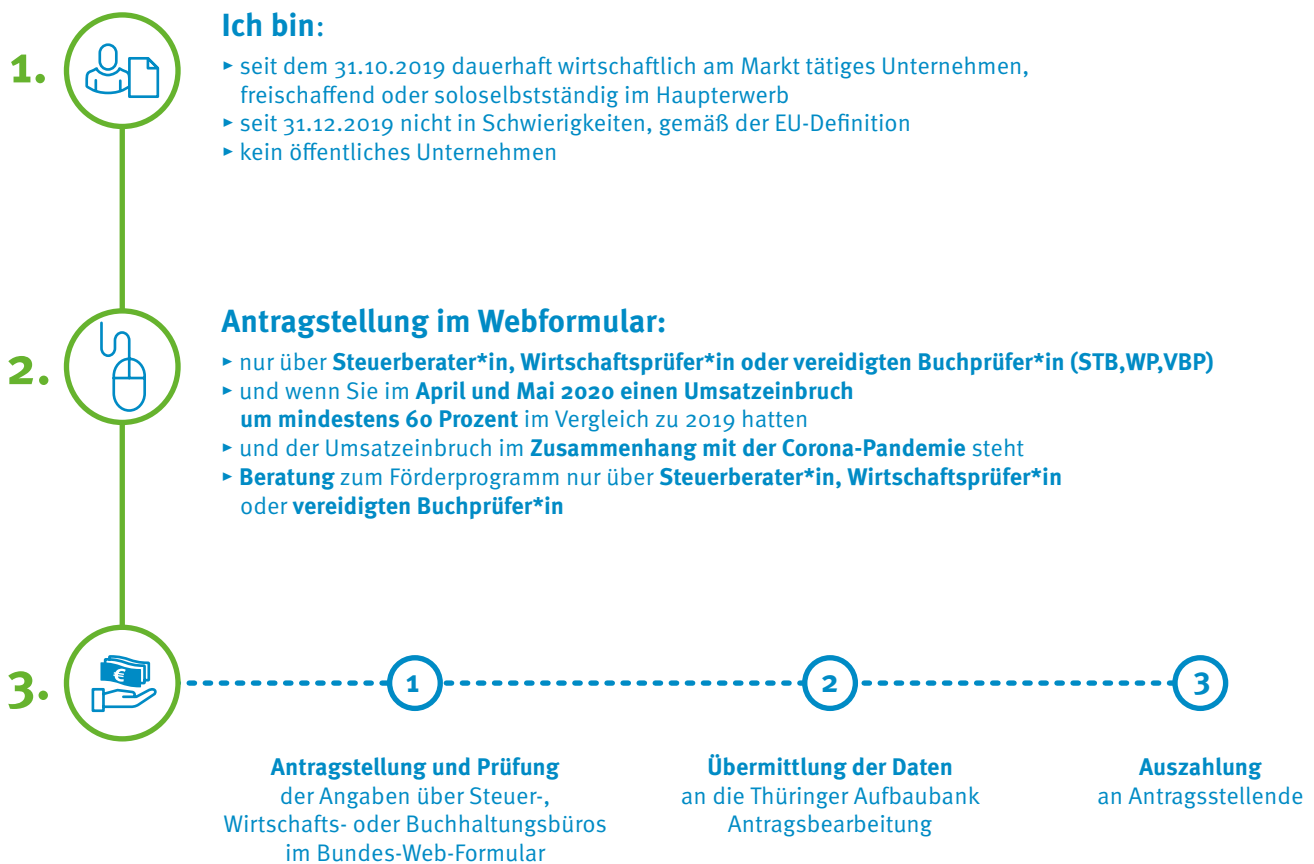 1.
Ich bin:
‣ seit dem 31.10.2019 dauerhaft wirtschaftlich am Markt tätiges Unternehmen,
freischaffend oder soloselbstständig im Haupterwerb
‣ seit 31.12.2019 nicht in Schwierigkeiten, gemäß der EU-Definition
‣ kein öffentliches Unternehmen
2.
Antragstellung im Webformular:
‣ nur über Steuerberater*in, Wirtschaftsprüfer*in oder vereidigten Buchprüfer*in (STB,WP,VBP)
‣ und wenn Sie im April und Mai 2020 einen Umsatzeinbruch
um mindestens 60 Prozent im Vergleich zu 2019 hatten
‣ und der Umsatzeinbruch im Zusammenhang mit der Corona-Pandemie steht
‣ Beratung zum Förderprogramm nur über Steuerberater*in, Wirtschaftsprüfer*in
oder vereidigten Buchprüfer*in
3.
€
1
Antragstellung und Prüfung
der Angaben über Steuer-,
Wirtschafts- oder Buchhaltungsbüros
im Bundes-Web-Formular
2
Übermittlung der Daten
an die Thüringer Aufbaubank
Antragsbearbeitung
3
Auszahlung
an Antragsstellende